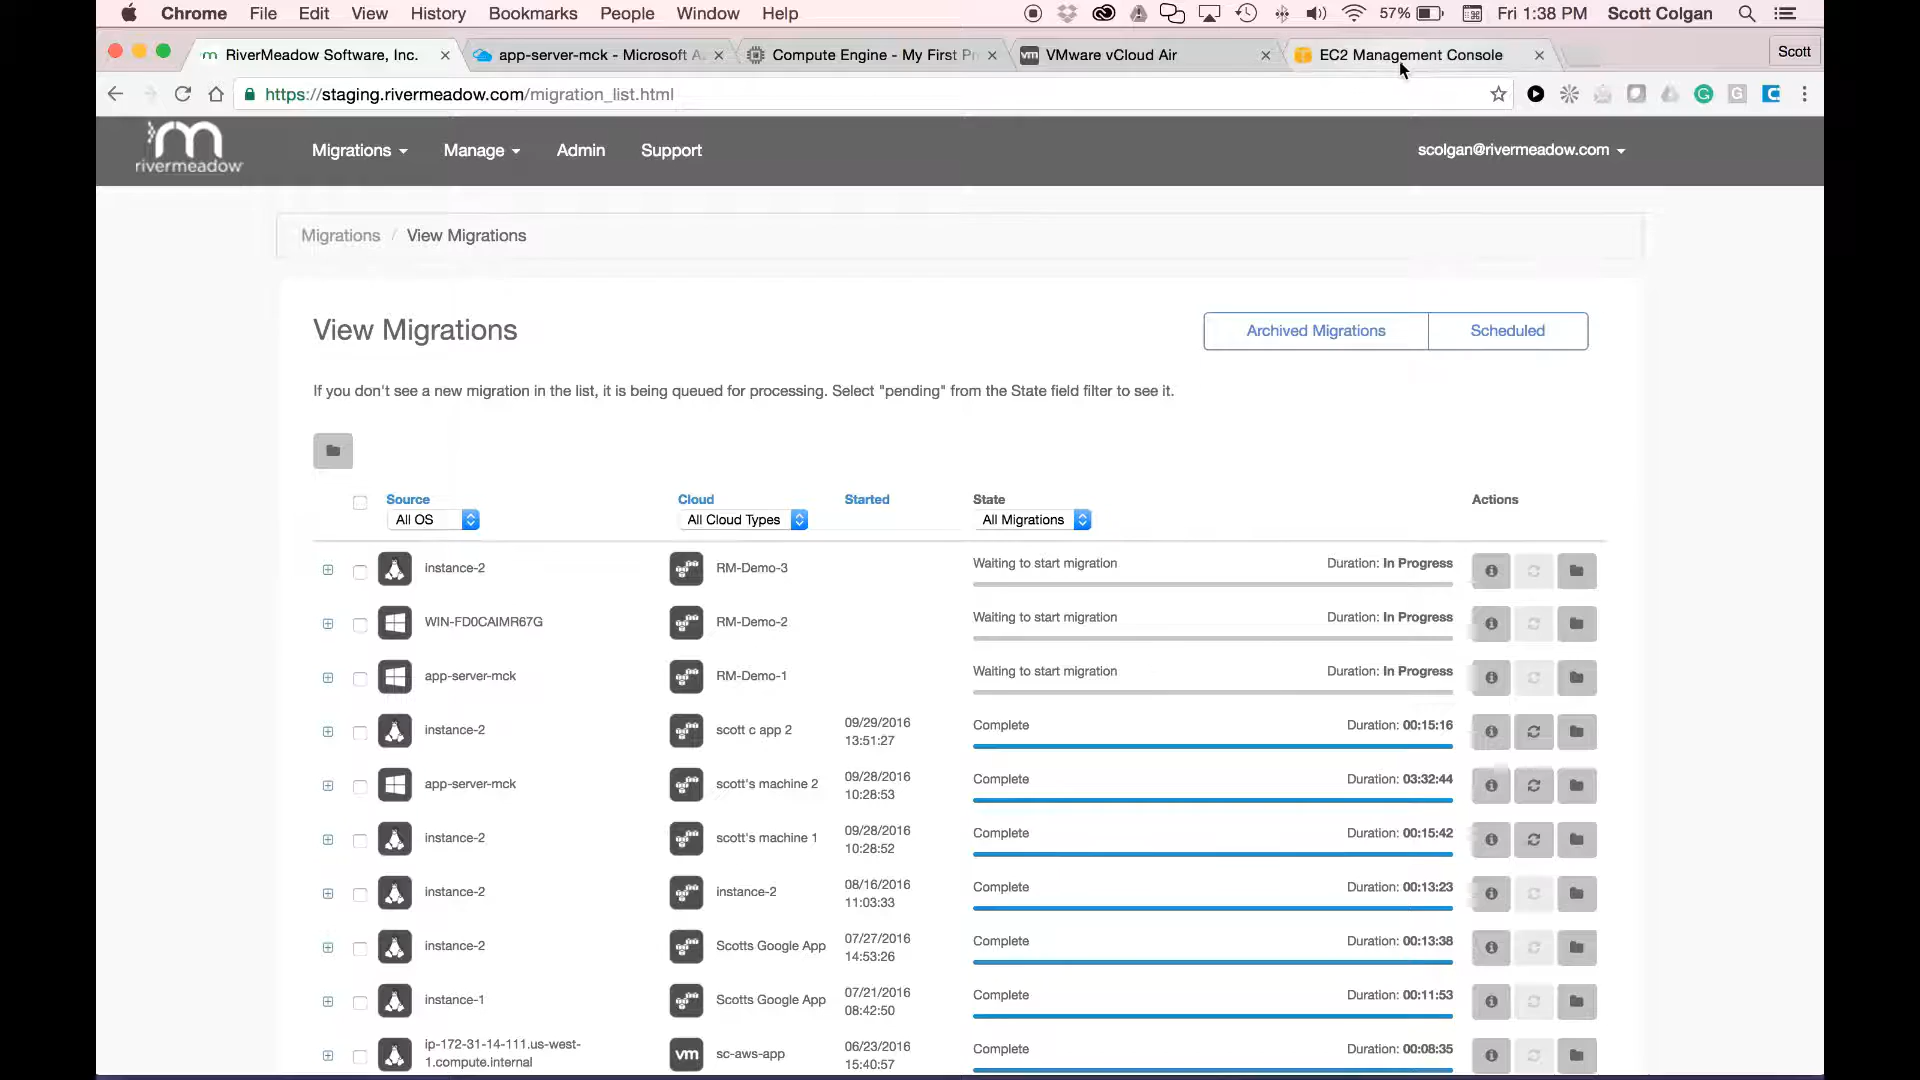 Chrome File Edit View History Bookmarks People Window Help 57% Fri 1:38 PM Scott Colgan
RiverMeadow Software, Inc. app-server-mck - Microsoft A Compute Engine - My First Pr VMware vCloud Air EC2 Management Console Scott
https://staging.rivermeadow.com/migration_list.html
rivermeadow Migrations Manage Admin Support scolgan@rivermeadow.com
Migrations / View Migrations
View Migrations Archived Migrations Scheduled
If you don't see a new migration in the list, it is being queued for processing. Select "pending" from the State field filter to see it.
Source Cloud Started State Actions
All OS All Cloud Types All Migrations
instance-2 RM-Demo-3 Waiting to start migration Duration: In Progress
WIN-FD0CAIMR67G RM-Demo-2 Waiting to start migration Duration: In Progress
app-server-mck RM-Demo-1 Waiting to start migration Duration: In Progress
instance-2 scott c app 2 09/29/2016 Complete Duration: 00:15:16
13:51:27
app-server-mck scott's machine 2 09/28/2016 Complete Duration: 03:32:44
10:28:53
instance-2 scott's machine 1 09/28/2016 Complete Duration: 00:15:42
10:28:52
instance-2 instance-2 08/16/2016 Complete Duration: 00:13:23
11:03:33
instance-2 Scotts Google App 07/27/2016 Complete Duration: 00:13:38
14:53:26
instance-1 Scotts Google App 07/21/2016 Complete Duration: 00:11:53
08:42:50
ip-172-31-14-111.us-west- vm sc-aws-app 06/23/2016 Complete Duration: 00:08:35
1.compute.internal 15:40:57